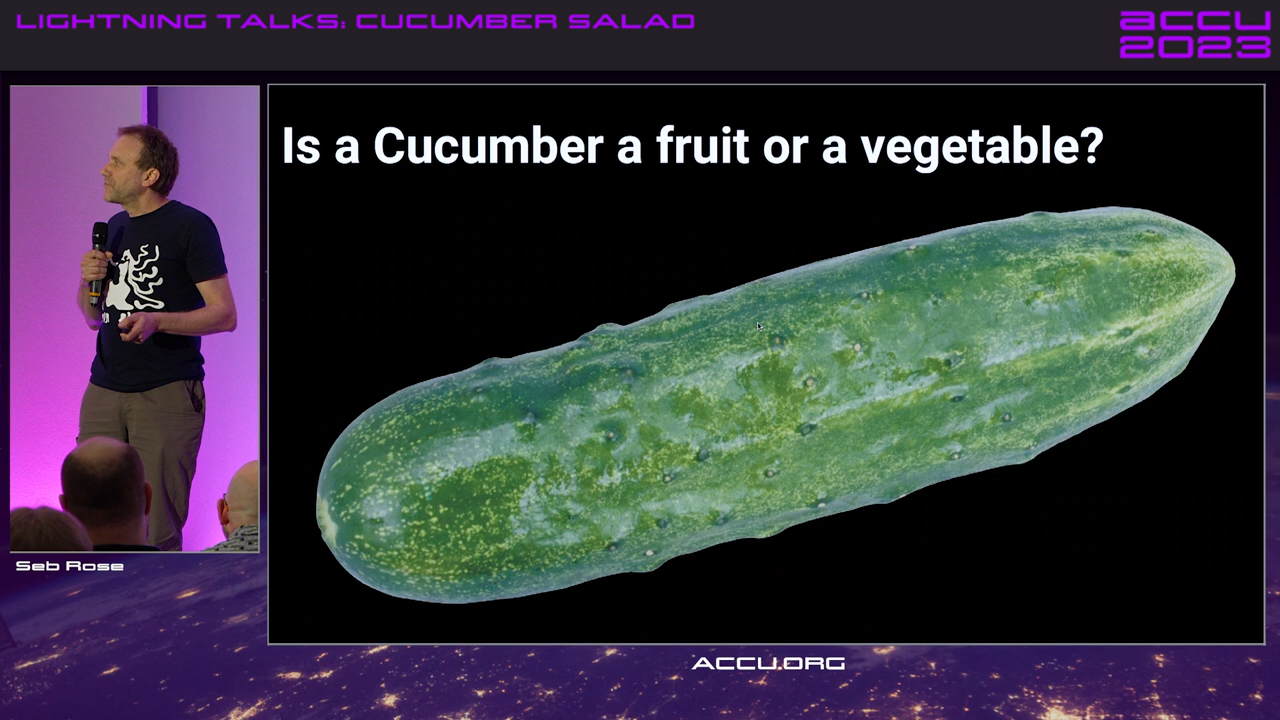 LIGHTNING TALKS: CUCUMBER SALAD
accu
2023
Is a Cucumber a fruit or a vegetable?
Seb Rose
ACCU.ORG